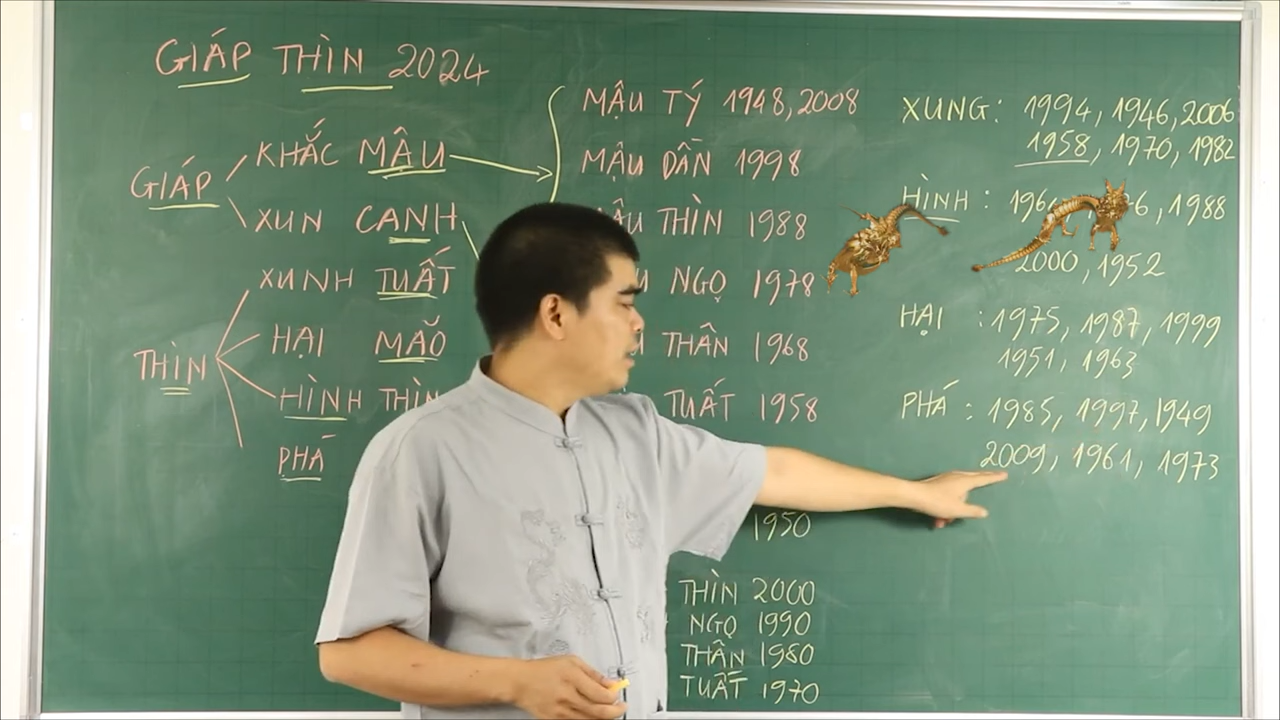 GIÁP THÌN 2024
GIÁP
KHẮC MẬU
XUN CANH
THÌN
XUNH TUẤT
HẠI MÃO
HÌNH THÌN
PHÁ
MẬU TÝ 1948, 2008
MẬU DẦN 1998
THÌN 1988
NGỌ 1978
THÂN 1968
TUẤT 1958
1950
THÌN 2000
NGỌ 1990
THÂN 1980
TUẤT 1970
XUNG: 1994, 1946, 2006
1958, 1970, 1982
HÌNH : 1988
2000, 1952
HẠI : 1975, 1987, 1999
1951, 1963
PHÁ : 1985, 1997, 1949
2009, 1961, 1973